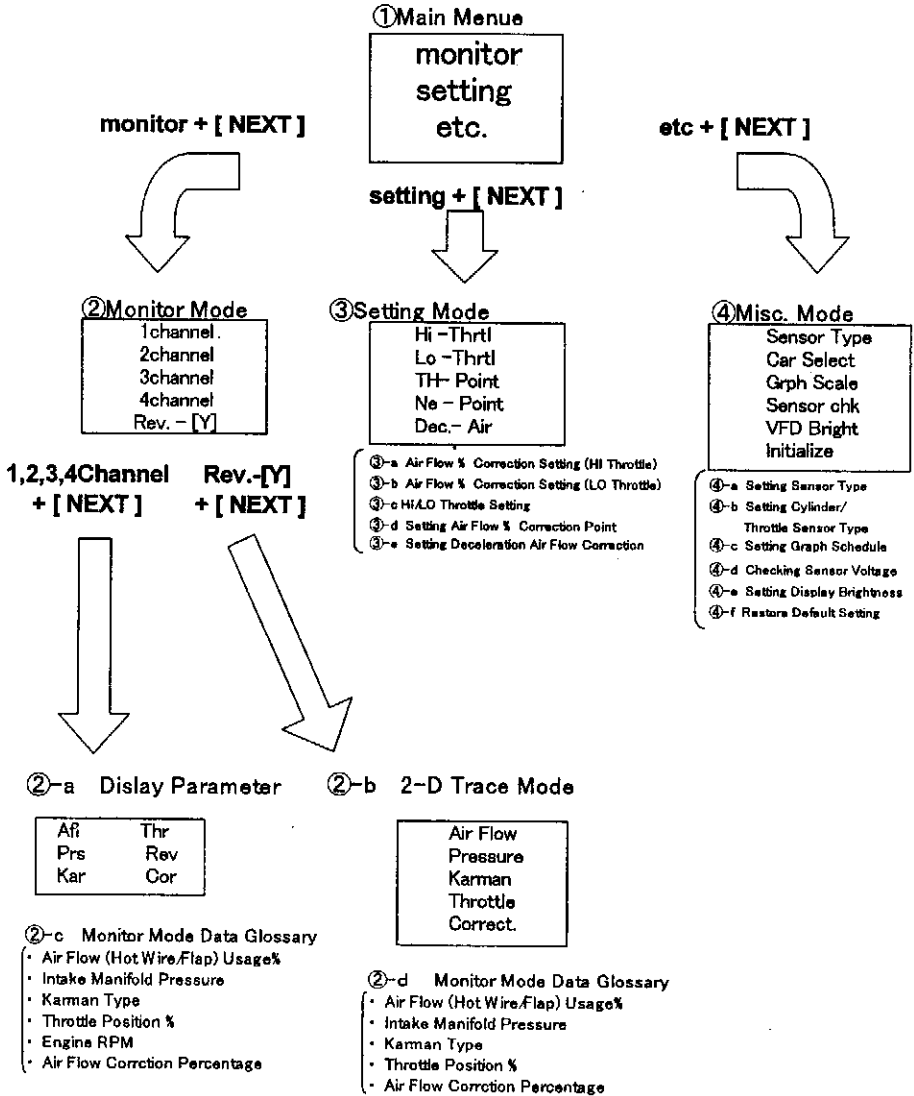 ①Main Menue
monitor
setting
etc.
monitor + [ NEXT ]
etc + [ NEXT ]
setting + [ NEXT ]
②Monitor Mode
1channel.
2channel
3channel
4channel
Rev. - [Y]
③Setting Mode
Hi -Thrtl
Lo -Thrtl
TH- Point
Ne - Point
Dec.- Air
④Misc. Mode
Sensor Type
Car Select
Grph Scale
Sensor chk
VFD Bright
Initialize
1,2,3,4Channel
+ [ NEXT ]
Rev.-[Y]
+ [ NEXT ]
③-a Air Flow % Correction Setting (HI Throttle)
③-b Air Flow % Correction Setting (LO Throttle)
③-c Hi/LO Throttle Setting
③-d Setting Air Flow % Correction Point
③-e Setting Deceleration Air Flow Correction
④-a Setting Sensor Type
④-b Setting Cylinder/
Throttle Sensor Type
④-c Setting Graph Schedule
④-d Checking Sensor Voltage
④-e Setting Display Brightness
④-f Restore Default Setting
②-a Dislay Parameter
Afl Thr
Prs Rev
Kar Cor
②-b 2-D Trace Mode
Air Flow
Pressure
Karman
Throttle
Correct.
②-c Monitor Mode Data Glossary
・ Air Flow (Hot Wire/Flap) Usage%
・ Intake Manifold Pressure
・ Karman Type
・ Throttle Position %
・ Engine RPM
・ Air Flow Corrction Percentage
②-d Monitor Mode Data Glossary
・ Air Flow (Hot Wire/Flap) Usage%
・ Intake Manifold Pressure
・ Karman Type
・ Throttle Position %
・ Air Flow Corrction Percentage